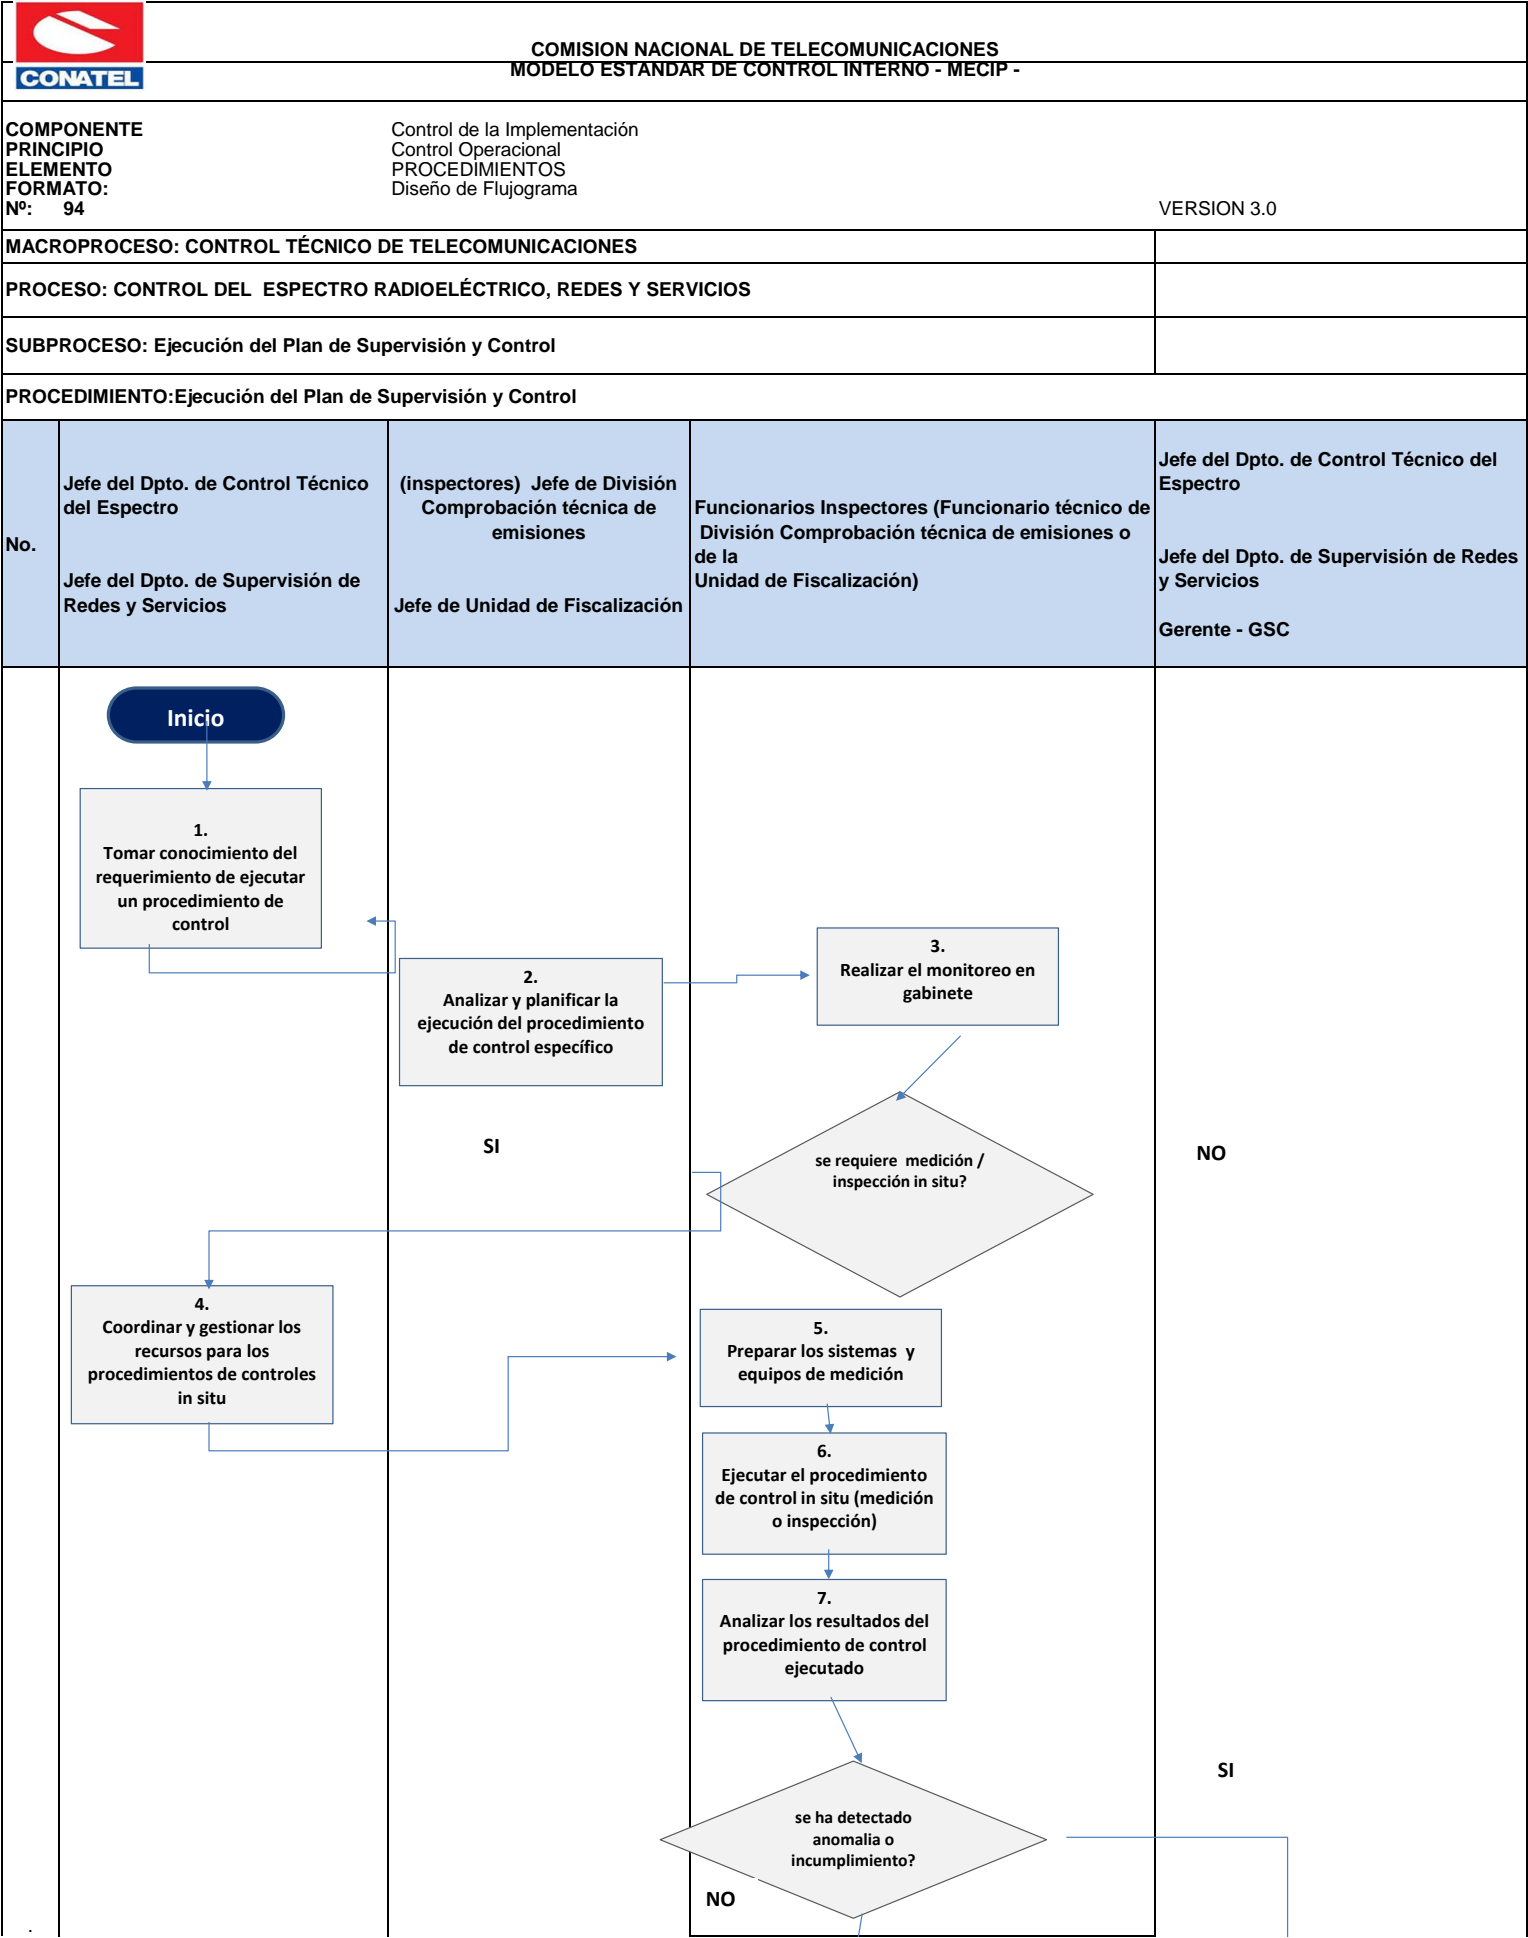 CONATEL
COMISION NACIONAL DE TELECOMUNICACIONES
MODELO ESTANDAR DE CONTROL INTERNO - MECIP -
COMPONENTE Control de la Implementación
PRINCIPIO Control Operacional
ELEMENTO PROCEDIMIENTOS
FORMATO: Diseño de Flujograma
Nº: 94 VERSION 3.0
MACROPROCESO: CONTROL TÉCNICO DE TELECOMUNICACIONES
PROCESO: CONTROL DEL ESPECTRO RADIOELÉCTRICO, REDES Y SERVICIOS
SUBPROCESO: Ejecución del Plan de Supervisión y Control
PROCEDIMIENTO:Ejecución del Plan de Supervisión y Control
No.
Jefe del Dpto. de Control Técnico
del Espectro
Jefe del Dpto. de Supervisión de
Redes y Servicios
(inspectores) Jefe de División
Comprobación técnica de
emisiones
Jefe de Unidad de Fiscalización
Funcionarios Inspectores (Funcionario técnico de
División Comprobación técnica de emisiones o
de la
Unidad de Fiscalización)
Jefe del Dpto. de Control Técnico del
Espectro
Jefe del Dpto. de Supervisión de Redes
y Servicios
Gerente - GSC
Inicio
1.
Tomar conocimiento del
requerimiento de ejecutar
un procedimiento de
control
2.
Analizar y planificar la
ejecución del procedimiento
de control específico
3.
Realizar el monitoreo en
gabinete
SI
se requiere medición /
inspección in situ?
NO
4.
Coordinar y gestionar los
recursos para los
procedimientos de controles
in situ
5.
Preparar los sistemas y
equipos de medición
6.
Ejecutar el procedimiento
de control in situ (medición
o inspección)
7.
Analizar los resultados del
procedimiento de control
ejecutado
SI
se ha detectado
anomalia o
incumplimiento?
NO